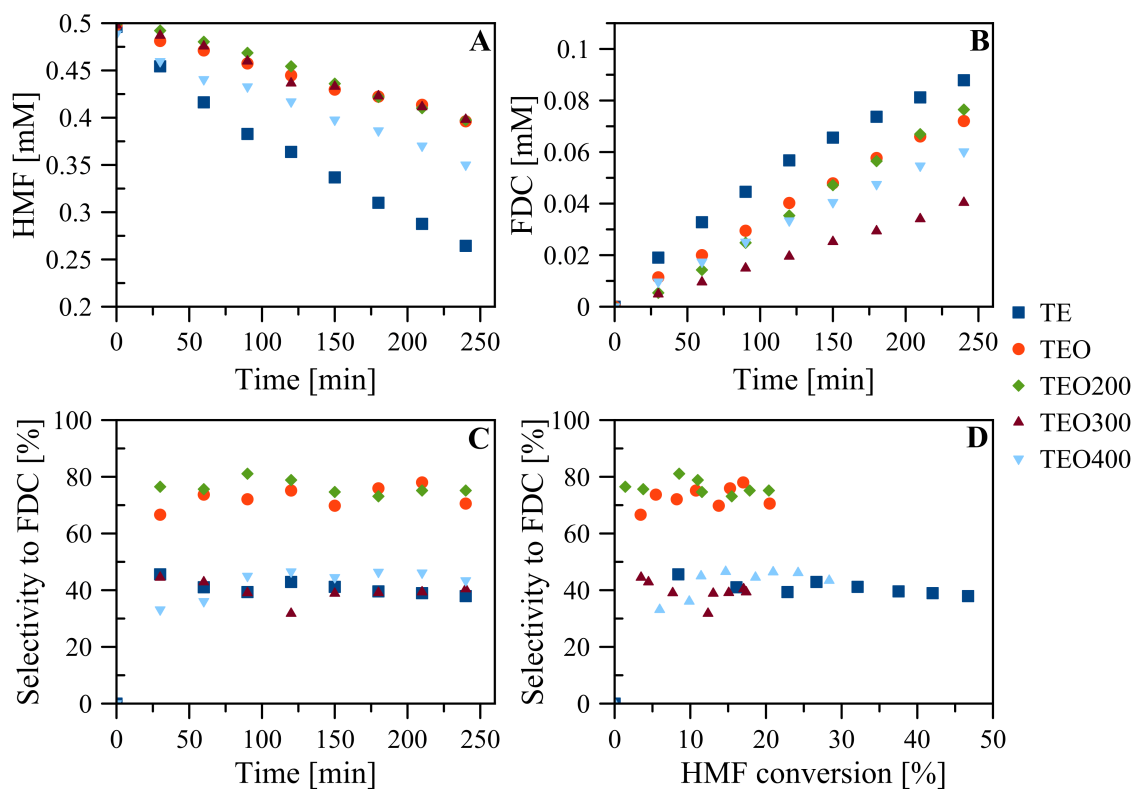 A
HMF [mM]
0.5
0.45
0.4
0.35
0.3
0.25
0.2
0 50 100 150 200 250
Time [min]
B
FDC [mM]
0.1
0.08
0.06
0.04
0.02
0
0 50 100 150 200 250
Time [min]
TE
TEO
TEO200
TEO300
TEO400
C
Selectivity to FDC [%]
100
80
60
40
20
0
0 50 100 150 200 250
Time [min]
D
Selectivity to FDC [%]
100
80
60
40
20
0
0 10 20 30 40 50
HMF conversion [%]